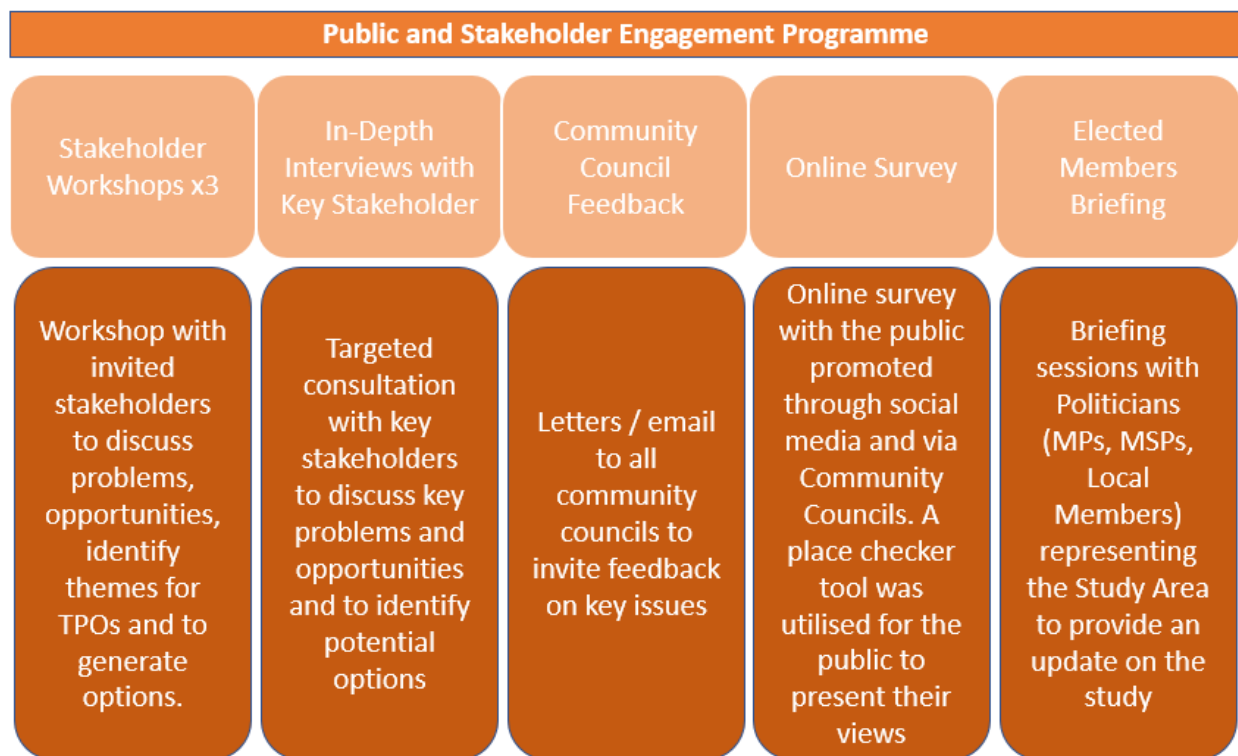 Public and Stakeholder Engagement Programme
Stakeholder
Workshops x3
In-Depth
Interviews with
Key Stakeholder
Community
Council
Feedback
Online Survey
Elected
Members
Briefing
Workshop with
invited
stakeholders
to discuss
problems,
opportunities,
identify
themes for
TPOs and to
generate
options.
Targeted
consultation
with key
stakeholders
to discuss key
problems and
opportunities
and to identify
potential
options
Letters / email
to all
community
councils to
invite feedback
on key issues
Online survey
with the public
promoted
through social
media and via
Community
Councils. A
place checker
tool was
utilised for the
public to
present their
views
Briefing
sessions with
Politicians
(MPs, MSPs,
Local
Members)
representing
the Study Area
to provide an
update on the
study